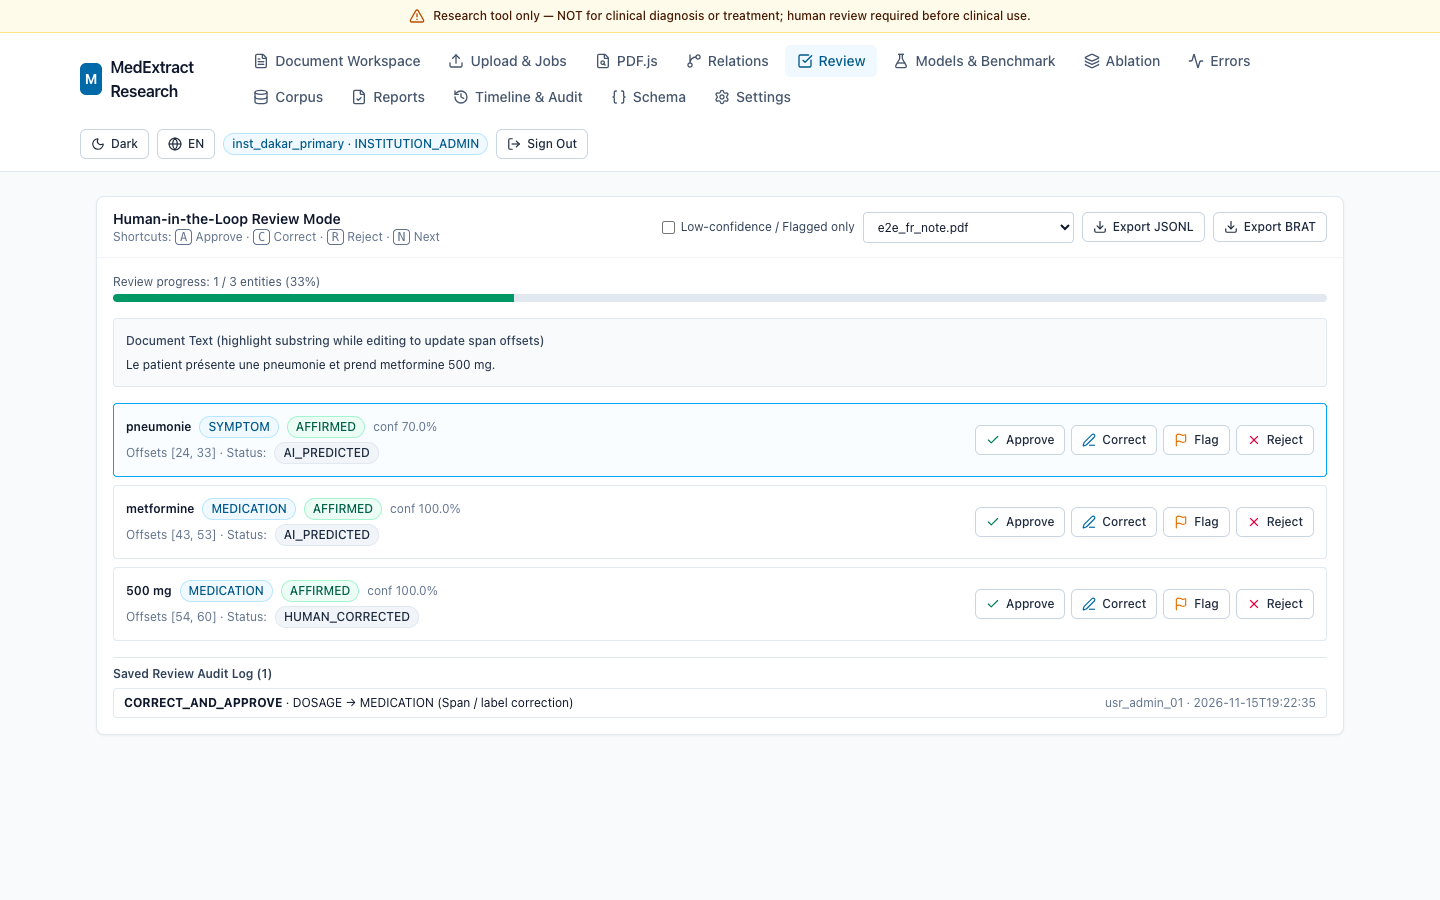 Research tool only — NOT for clinical diagnosis or treatment; human review required before clinical use.
M
MedExtract Research
Document Workspace
Upload & Jobs
PDF.js
Relations
Review
Models & Benchmark
Ablation
Errors
Corpus
Reports
Timeline & Audit
Schema
Settings
Dark
EN
inst_dakar_primary · INSTITUTION_ADMIN
Sign Out
Human-in-the-Loop Review Mode
Shortcuts: A Approve · C Correct · R Reject · N Next
Low-confidence / Flagged only
e2e_fr_note.pdf
Export JSONL
Export BRAT
Review progress: 1 / 3 entities (33%)
Document Text (highlight substring while editing to update span offsets)
Le patient présente une pneumonie et prend metformine 500 mg.
pneumonie SYMPTOM AFFIRMED conf 70.0%
Offsets [24, 33] · Status: AI_PREDICTED
Approve Correct Flag Reject
metformine MEDICATION AFFIRMED conf 100.0%
Offsets [43, 53] · Status: AI_PREDICTED
Approve Correct Flag Reject
500 mg MEDICATION AFFIRMED conf 100.0%
Offsets [54, 60] · Status: HUMAN_CORRECTED
Approve Correct Flag Reject
Saved Review Audit Log (1)
CORRECT_AND_APPROVE · DOSAGE → MEDICATION (Span / label correction)
usr_admin_01 · 2026-11-15T19:22:35